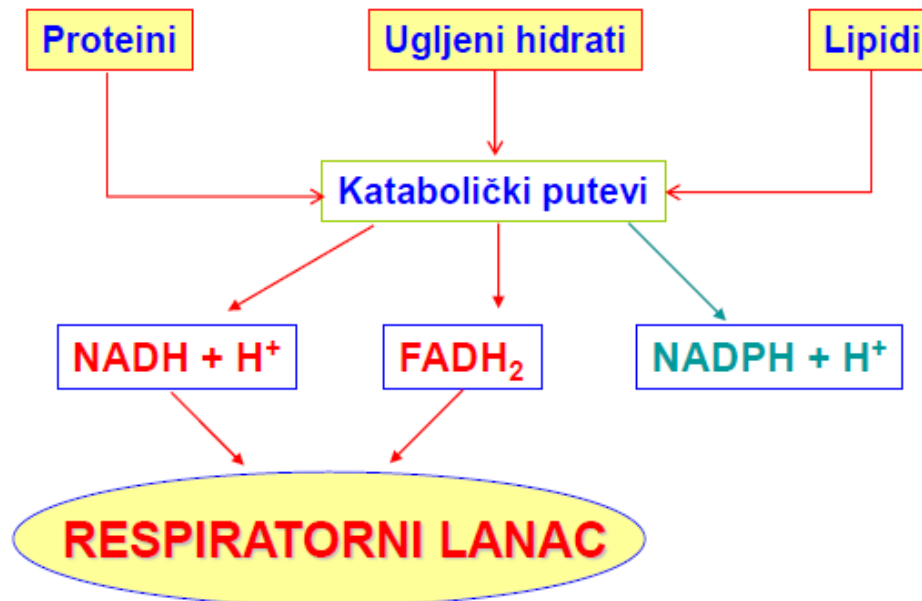 Proteini
Ugljeni hidrati
Lipidi
Katabolički putevi
NADH + H⁺
FADH₂
NADPH + H⁺
RESPIRATORNI LANAC